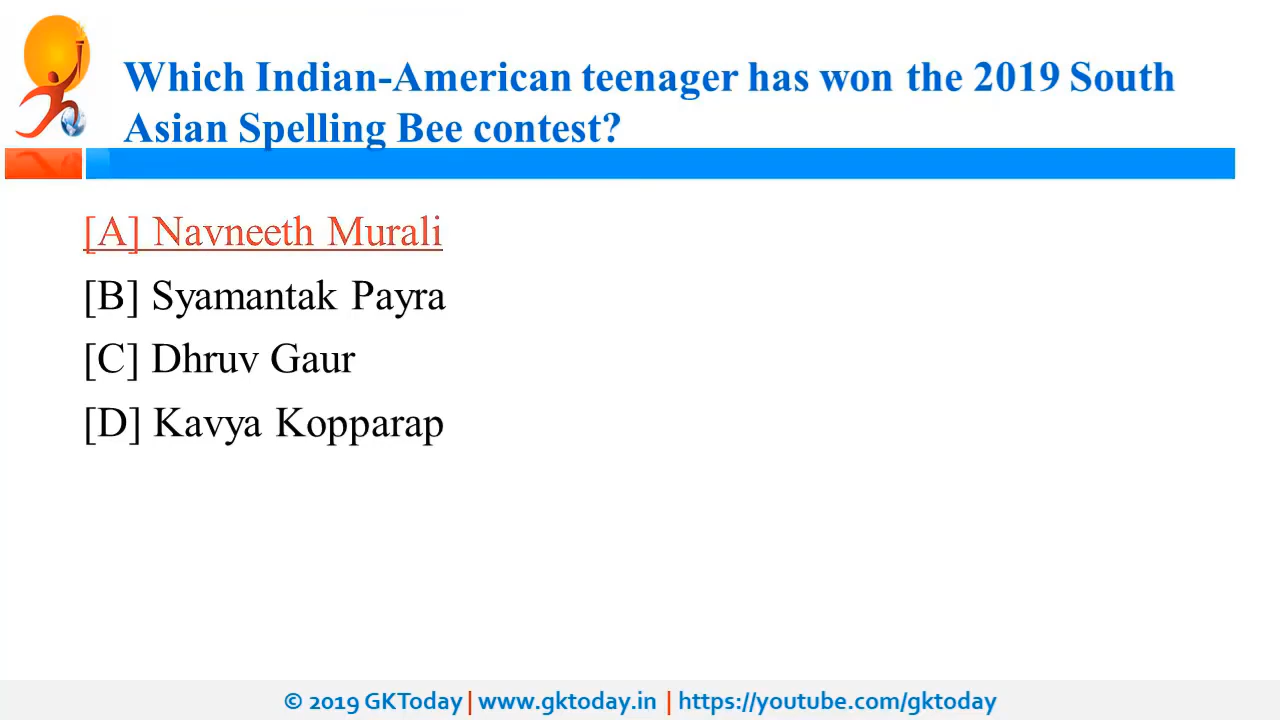 Which Indian-American teenager has won the 2019 South
Asian Spelling Bee contest?
[A] Navneeth Murali
[B] Syamantak Payra
[C] Dhruv Gaur
[D] Kavya Kopparap
© 2019 GKToday | www.gktoday.in | https://youtube.com/gktoday